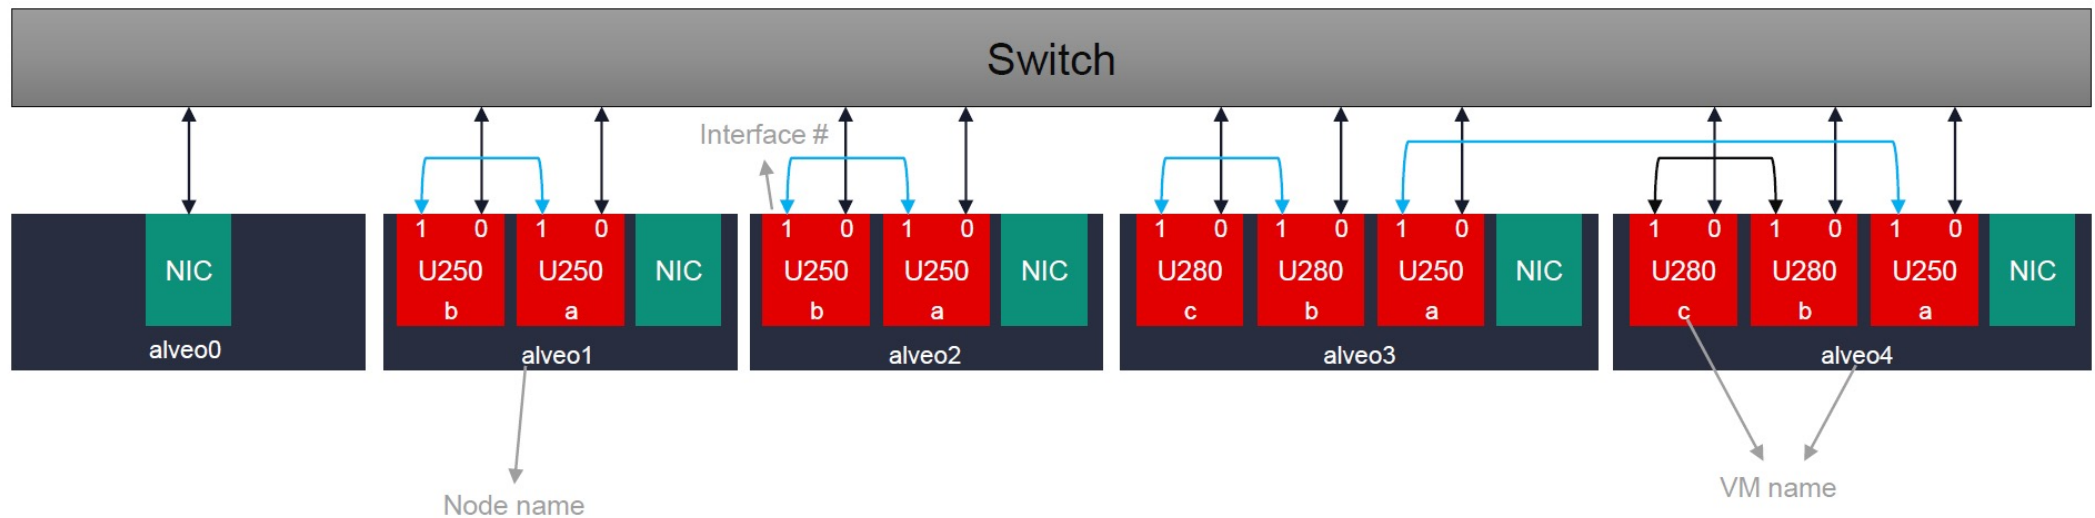 Switch
Interface #
NIC
alveo0
1 0 1 0
U250 U250 NIC
b a
alveo1
1 0 1 0
U250 U250 NIC
b a
alveo2
1 0 1 0 1 0
U280 U280 U250 NIC
c b a
alveo3
1 0 1 0 1 0
U280 U280 U250 NIC
c b a
alveo4
Node name
VM name